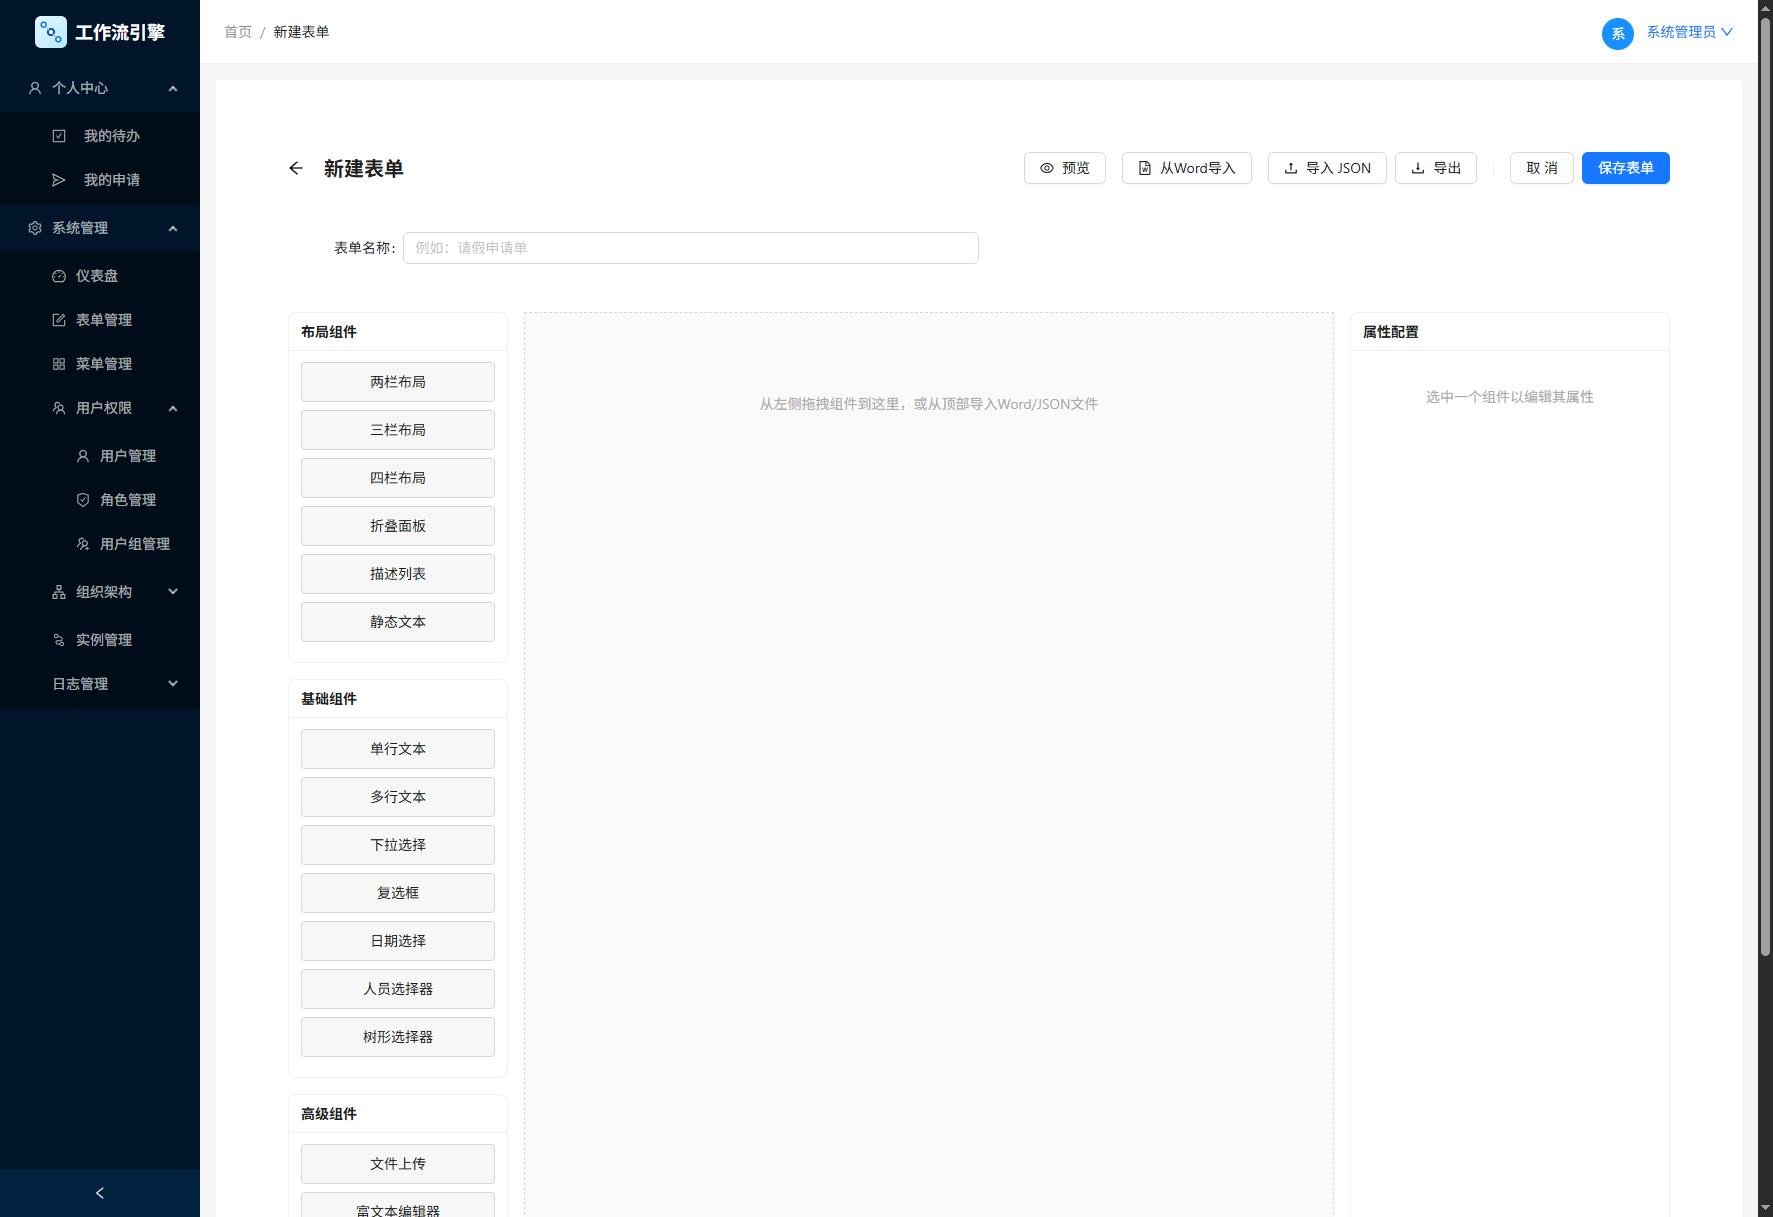 工作流引擎
首页 / 新建表单
系 系统管理员
个人中心
我的待办
我的申请
系统管理
仪表盘
表单管理
菜单管理
用户权限
用户管理
角色管理
用户组管理
组织架构
实例管理
日志管理
新建表单
预览
从Word导入
导入 JSON
导出
取 消
保存表单
表单名称: 例如：请假申请单
布局组件
两栏布局
三栏布局
四栏布局
折叠面板
描述列表
静态文本
基础组件
单行文本
多行文本
下拉选择
复选框
日期选择
人员选择器
树形选择器
高级组件
文件上传
富文本编辑器
从左侧拖拽组件到这里，或从顶部导入Word/JSON文件
属性配置
选中一个组件以编辑其属性